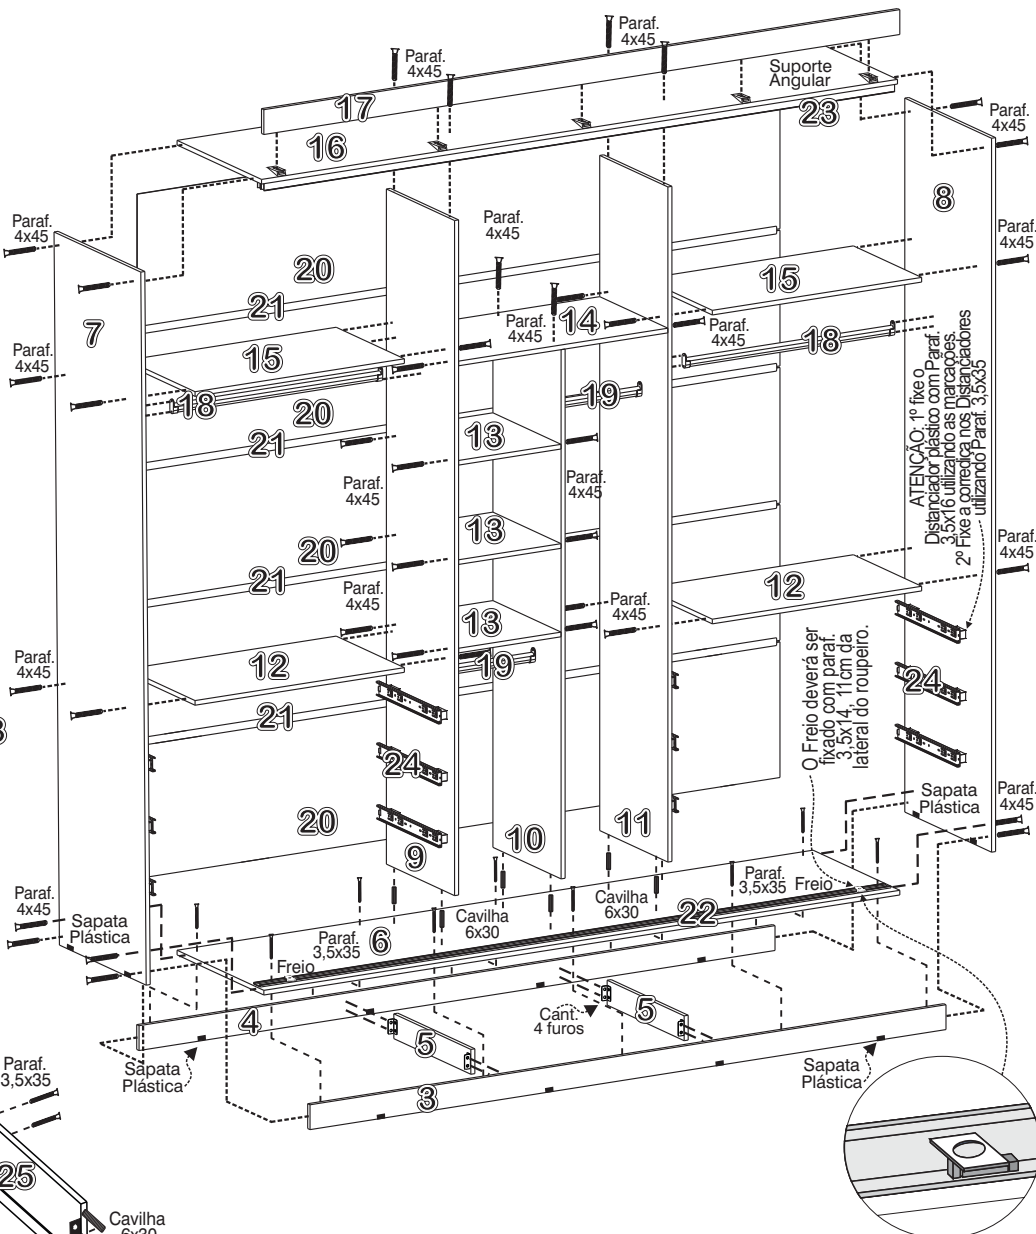 Paraf.
4x45
Paraf.
4x45
17
Suporte
Angular
16
23
Paraf.
4x45
8
Paraf.
4x45
Paraf.
4x45
Paraf.
4x45
7
20
21
15
14
15
Paraf.
4x45
Paraf.
4x45
Paraf.
4x45
18
18
19
20
21
13
ATENÇÃO: 1º fixe o
Distanciador plástico com Paraf.
3,5x16 utilizando as marcações.
2º Fixe a corrediça nos Distanciadores
utilizando Paraf. 3,5x35
Paraf.
4x45
Paraf.
4x45
20
13
21
Paraf.
4x45
12
Paraf.
4x45
Paraf.
4x45
13
Paraf.
4x45
12
19
21
24
24
O Freio deverá ser
fixado com paraf.
3,5x14, 11cm da
lateral do roupeiro.
20
9
10
11
Sapata
Plástica
Paraf.
4x45
Paraf.
4x45
Sapata
Plástica
Paraf.
3,5x35
Freio
Cavilha
6x30
Cavilha
6x30
22
6
Paraf.
3,5x35
Freio
4
5
Cant.
4 furos
5
Sapata
Plástica
3
Sapata
Plástica
Paraf.
3,5x35
25
Cavilha
6x30